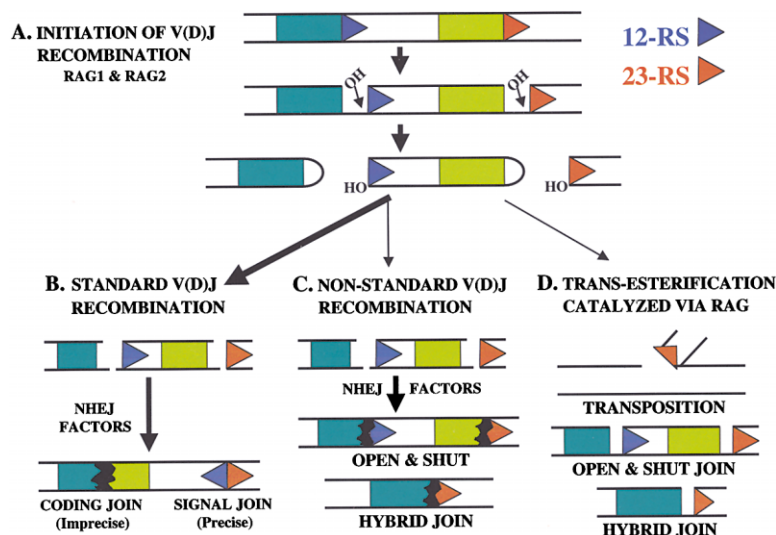 A. INITIATION OF V(D)J
RECOMBINATION
RAG1 & RAG2
12-RS
23-RS
OH
OH
HO
HO
B. STANDARD V(D)J
RECOMBINATION
C. NON-STANDARD V(D)J
RECOMBINATION
D. TRANS-ESTERIFICATION
CATALYZED VIA RAG
NHEJ
FACTORS
CODING JOIN
(Imprecise)
SIGNAL JOIN
(Precise)
NHEJ FACTORS
OPEN & SHUT
HYBRID JOIN
TRANSPOSITION
OPEN & SHUT JOIN
HYBRID JOIN